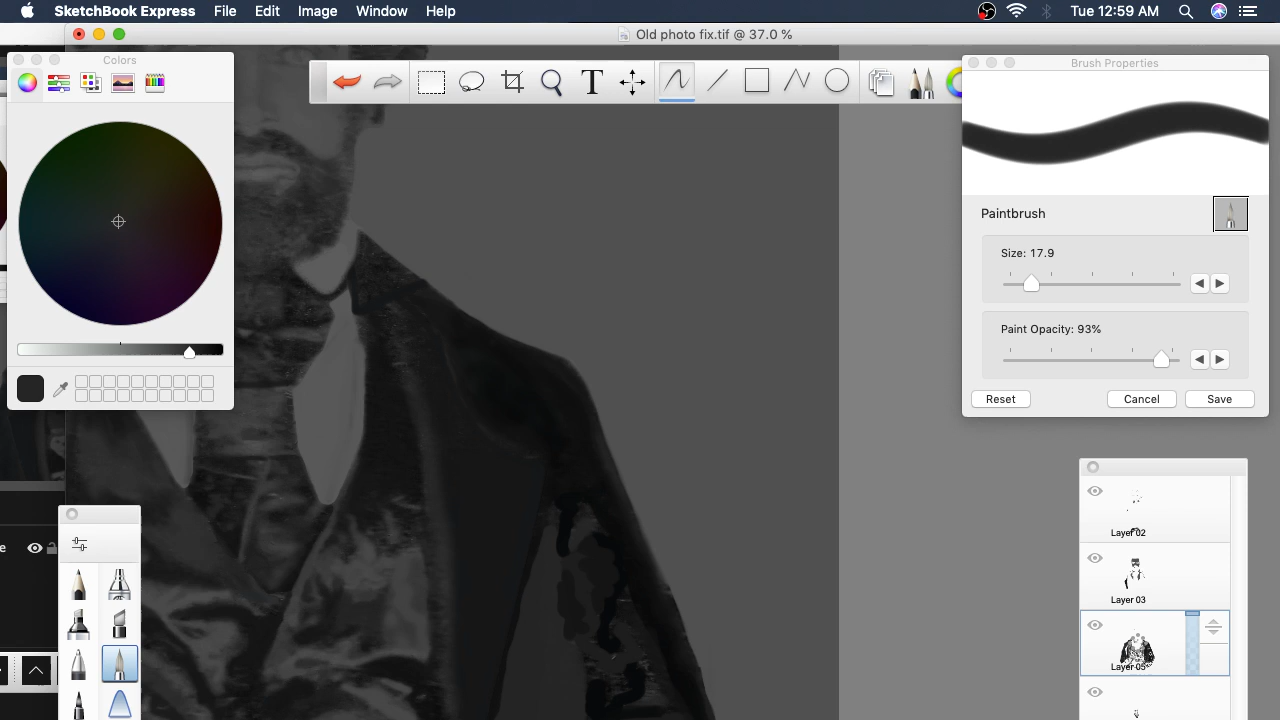 SketchBook Express File Edit Image Window Help Tue 12:59 AM
Old photo fix.tif @ 37.0 %
Colors
T
Brush Properties
Paintbrush
Size: 17.9
Paint Opacity: 93%
Reset Cancel Save
Layer 02
Layer 03
Layer 05
e